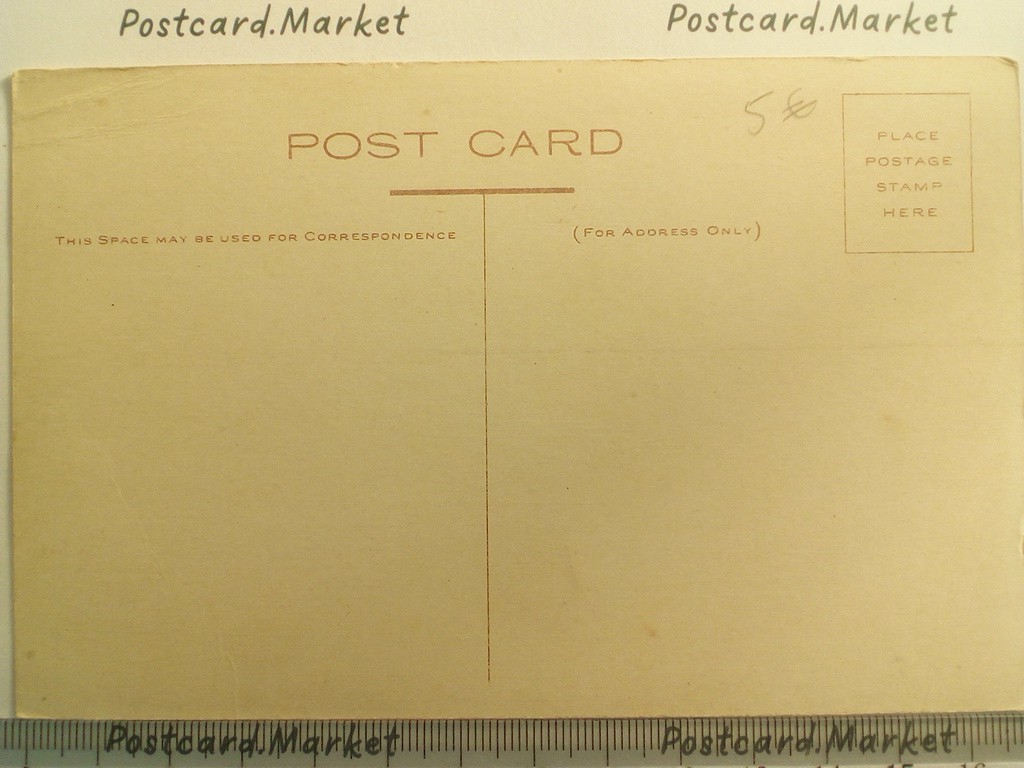 Postcard.Market Postcard.Market
POST CARD
PLACE
POSTAGE
STAMP
HERE
THIS SPACE MAY BE USED FOR CORRESPONDENCE
(FOR ADDRESS ONLY)
Postcard.Market Postcard.Market